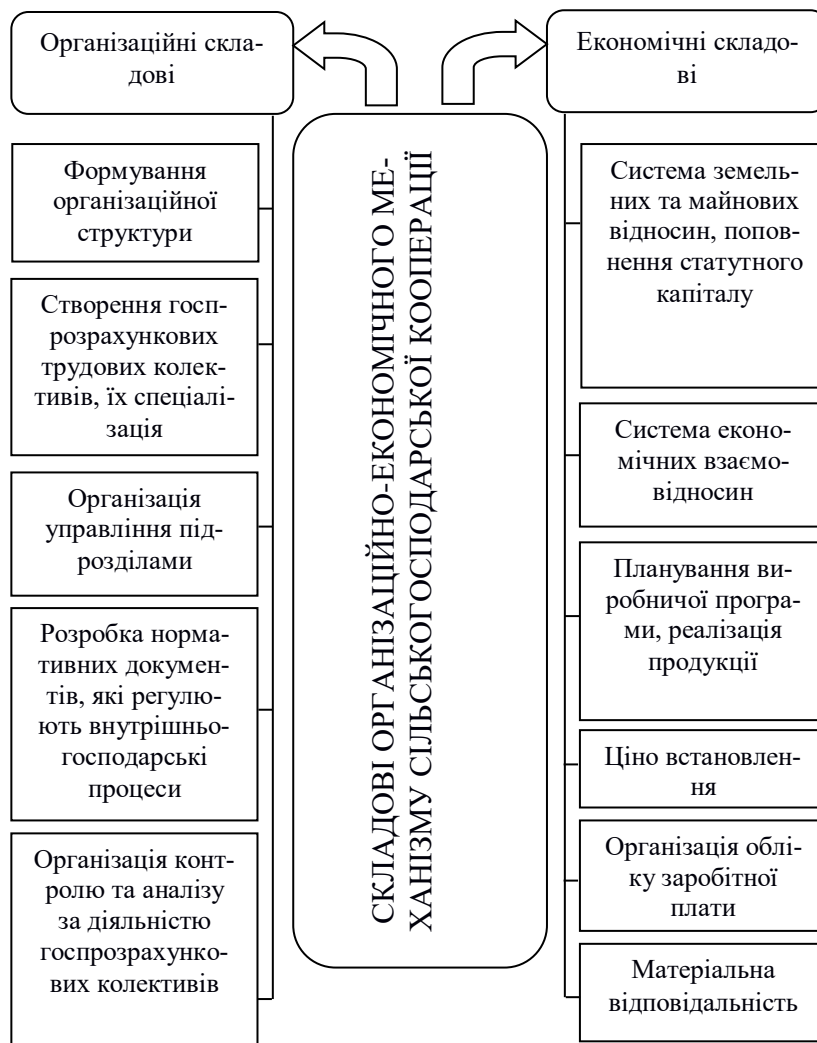 Організаційні скла-
дові
Формування
організаційної
структури
Створення госп-
розрахункових
трудових колек-
тивів, їх спеціалі-
зація
Організація
управління під-
розділами
Розробка норма-
тивних докумен-
тів, які регулю-
ють внутрішньо-
господарські
процеси
Організація конт-
ролю та аналізу
за діяльністю
госпрозрахунко-
вих колективів
СКЛАДОВІ ОРГАНІЗАЦІЙНО-ЕКОНОМІЧНОГО МЕ-
ХАНІЗМУ СІЛЬСЬКОГОСПОДАРСЬКОЇ КООПЕРАЦІЇ
Економічні складо-
ві
Система земель-
них та майнових
відносин, попов-
нення статутного
капіталу
Система еконо-
мічних взаємо-
відносин
Планування ви-
робничої програ-
ми, реалізація
продукції
Ціно встановлен-
ня
Організація облі-
ку заробітної
плати
Матеріальна
відповідальність